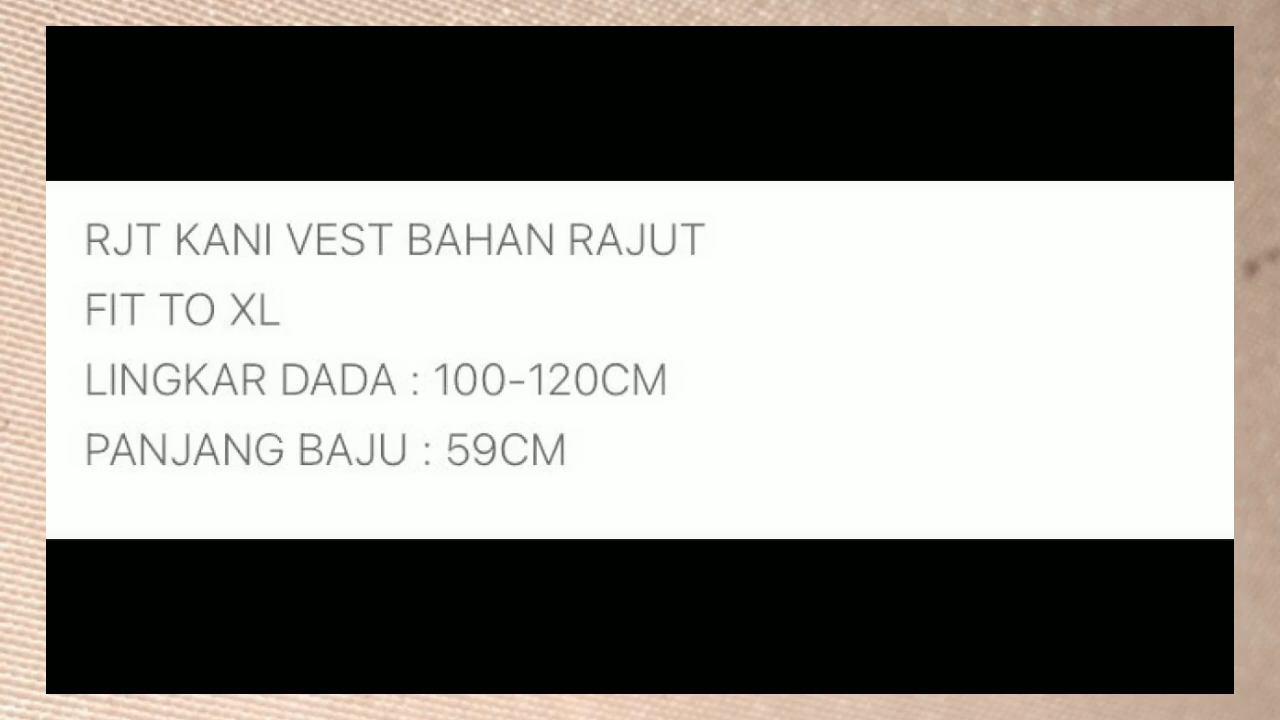 RJT KANI VEST BAHAN RAJUT
FIT TO XL
LINGKAR DADA : 100-120CM
PANJANG BAJU : 59CM